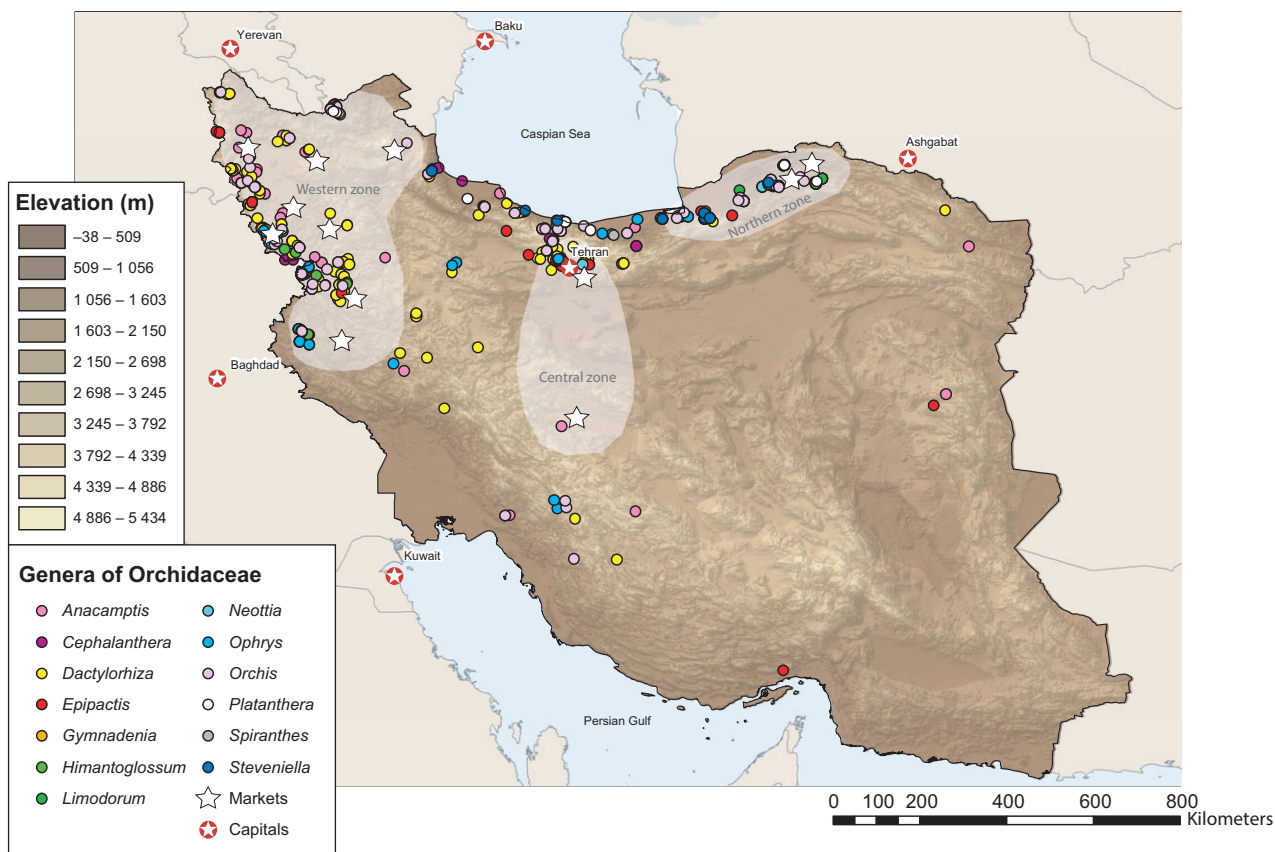 Yerevan
Baku
Caspian Sea
Ashgabat
Western zone
Northern zone
Tehran
Central zone
Baghdad
Kuwait
Persian Gulf
Elevation (m)
–38 – 509
509 – 1 056
1 056 – 1 603
1 603 – 2 150
2 150 – 2 698
2 698 – 3 245
3 245 – 3 792
3 792 – 4 339
4 339 – 4 886
4 886 – 5 434
Genera of Orchidaceae
Anacamptis
Cephalanthera
Dactylorhiza
Epipactis
Gymnadenia
Himantoglossum
Limodorum
Neottia
Ophrys
Orchis
Platanthera
Spiranthes
Steveniella
Markets
Capitals
0 100 200 400 600 800
Kilometers